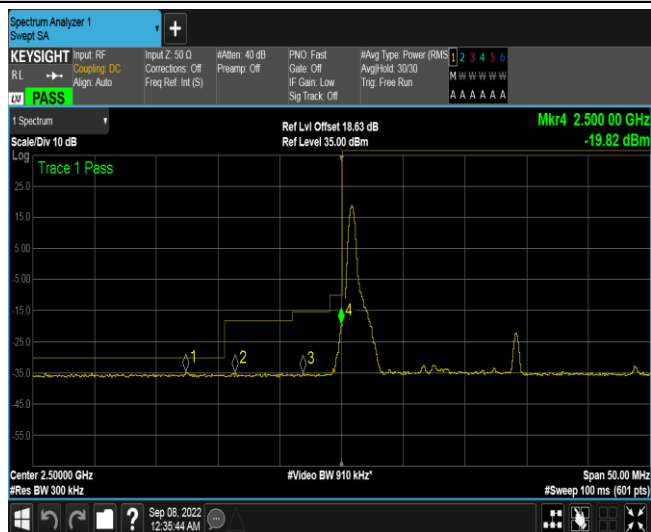 Spectrum Analyzer 1
Swept SA
+
KEYSIGHT
RL
LXI PASS
Input: RF
Coupling: DC
Align: Auto
Input Z: 50 Ω
Corrections: Off
Freq Ref: Int (S)
#Atten: 40 dB
Preamp: Off
PNO: Fast
Gate: Off
IF Gain: Low
Sig Track: Off
#Avg Type: Power (RMS
Avg|Hold: 30/30
Trig: Free Run
1 2 3 4 5 6
M W W W W W
A A A A A A
1 Spectrum
Scale/Div 10 dB
Ref Lvl Offset 18.63 dB
Ref Level 35.00 dBm
Mkr4 2.500 00 GHz
-19.82 dBm
Log
Trace 1 Pass
25.0
15.0
5.00
-5.00
-15.0
-25.0
-35.0
-45.0
-55.0
1
2
3
4
Center 2.50000 GHz
#Res BW 300 kHz
#Video BW 910 kHz*
Span 50.00 MHz
#Sweep 100 ms (601 pts)
?
Sep 08, 2022
12:35:44 AM